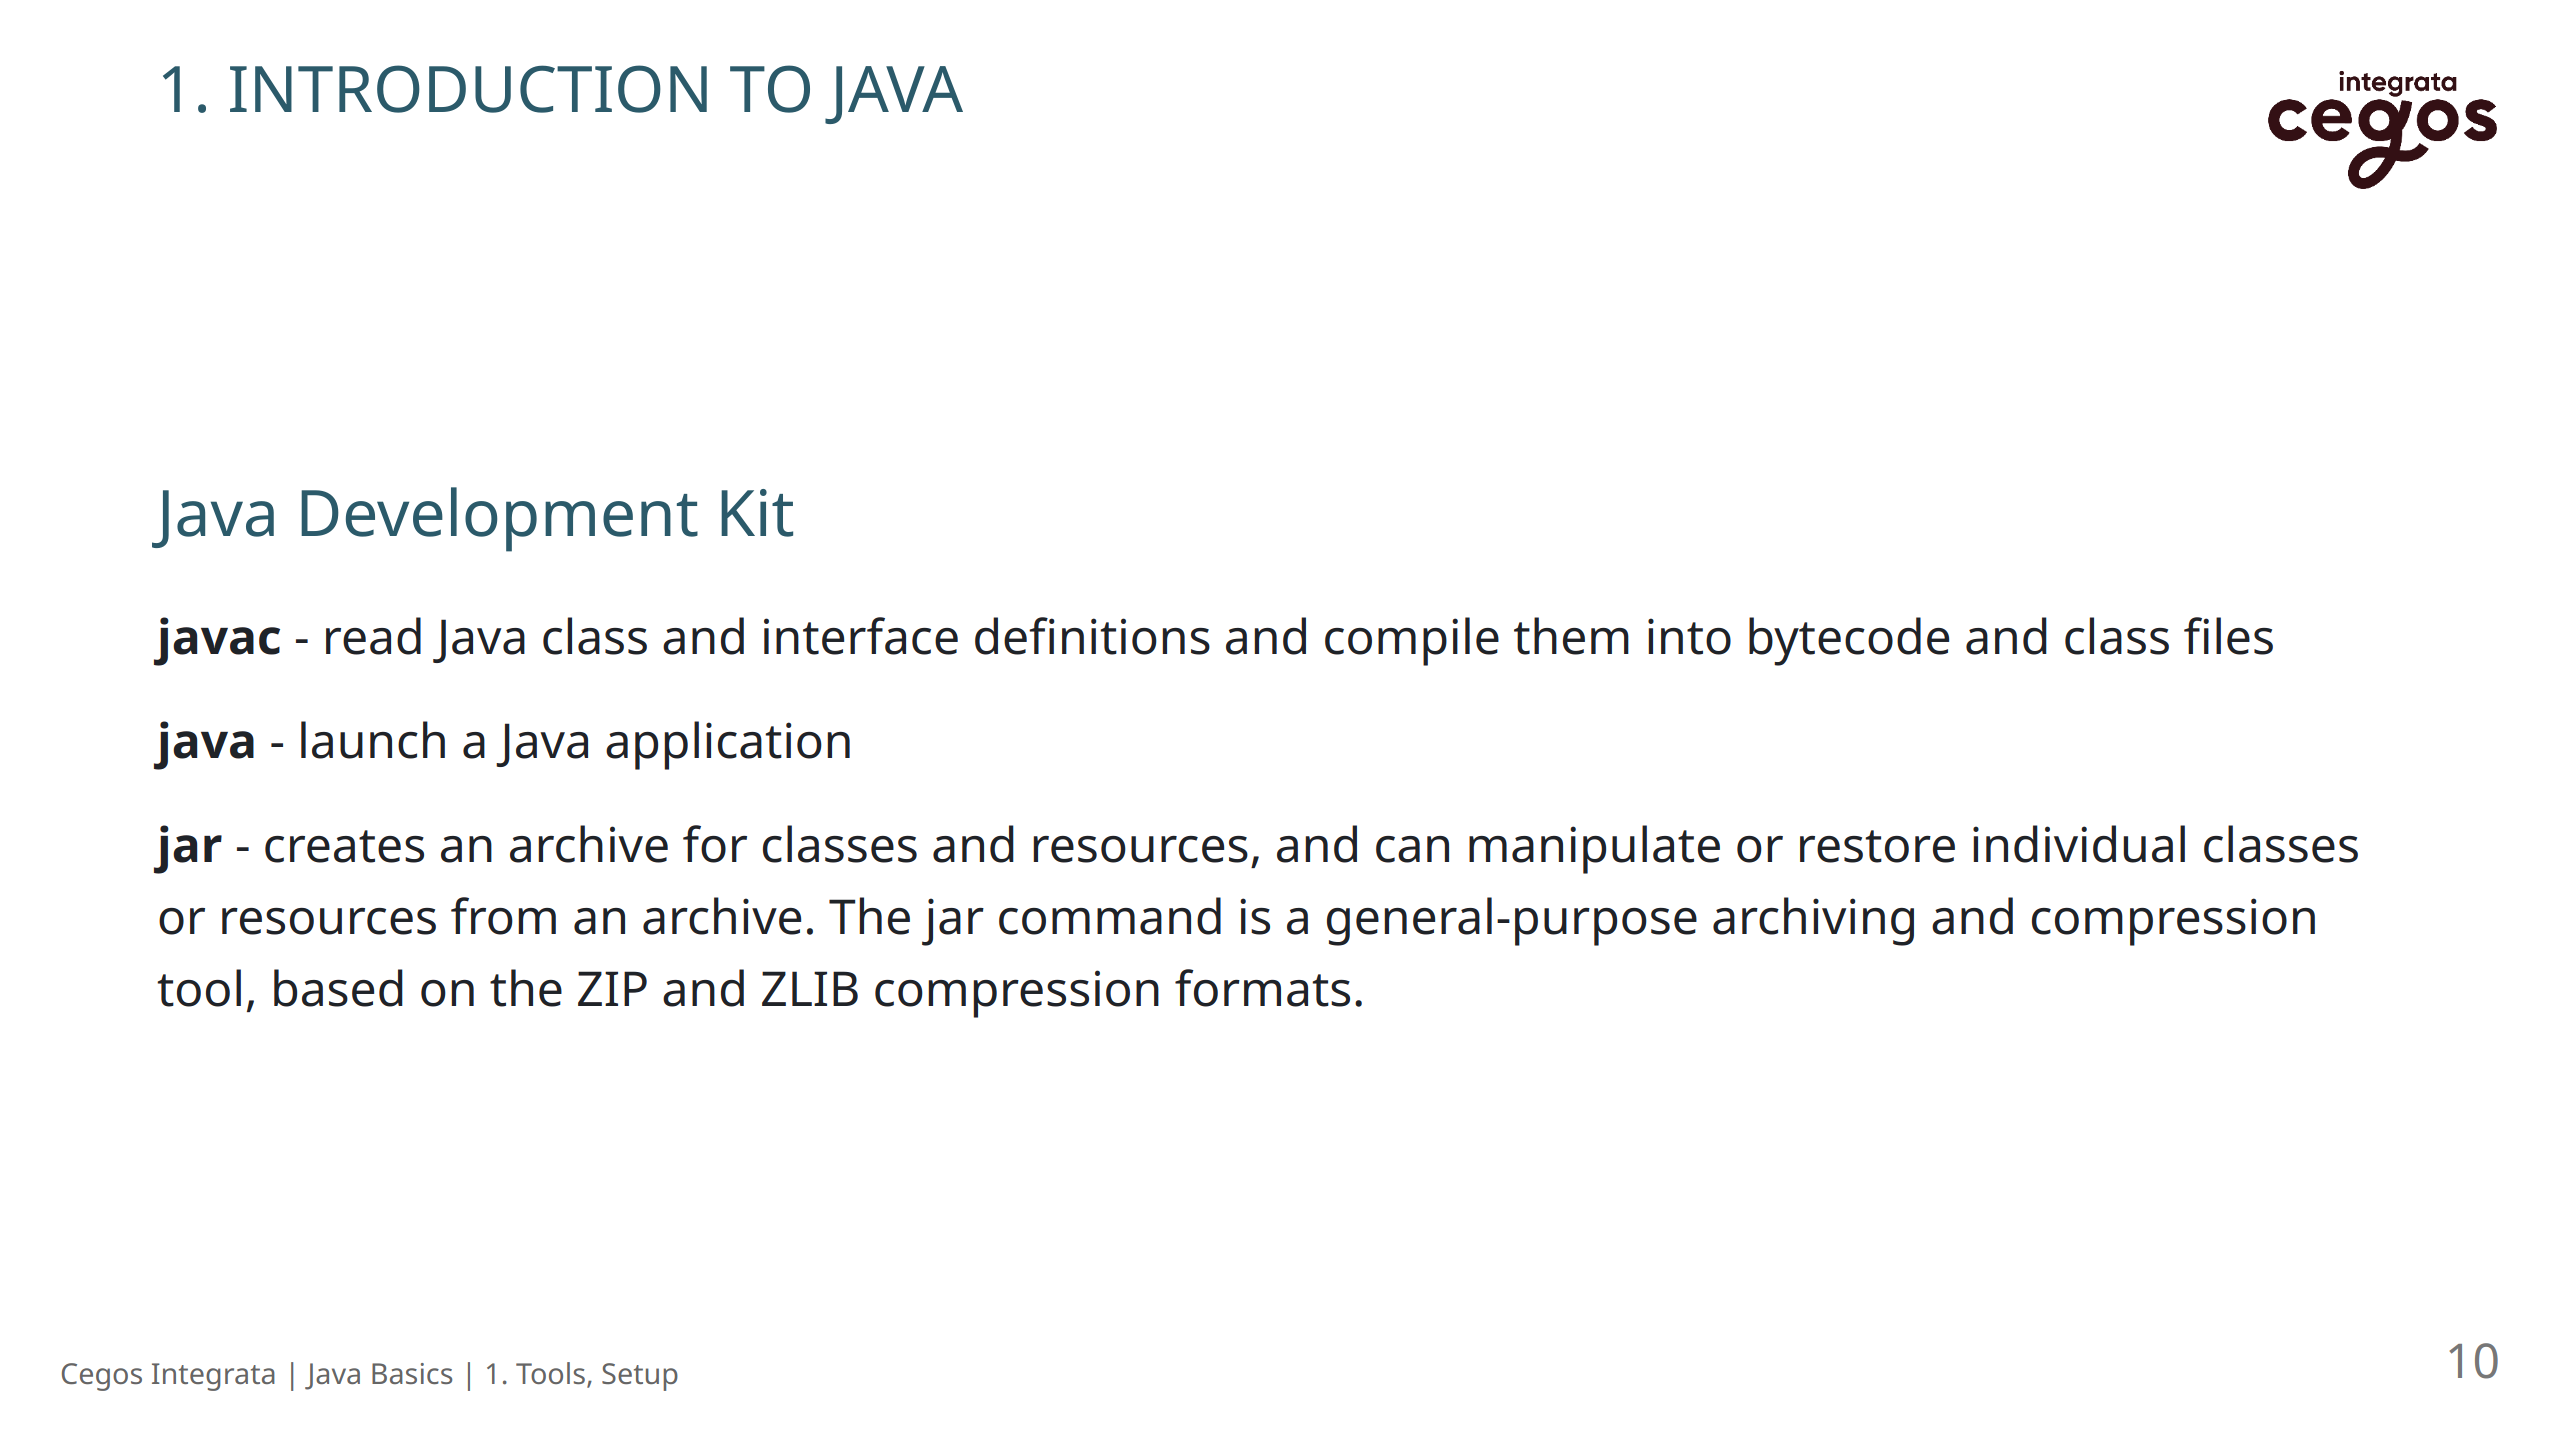 1. INTRODUCTION TO JAVA
integrata
cegos
Java Development Kit
javac - read Java class and interface definitions and compile them into bytecode and class files
java - launch a Java application
jar - creates an archive for classes and resources, and can manipulate or restore individual classes
or resources from an archive. The jar command is a general-purpose archiving and compression
tool, based on the ZIP and ZLIB compression formats.
Cegos Integrata | Java Basics | 1. Tools, Setup
10